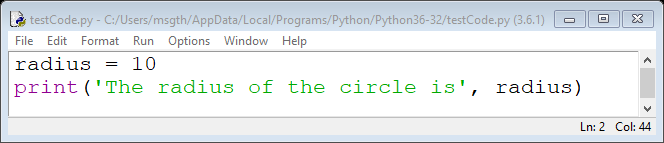 testCode.py - C:/Users/msgth/AppData/Local/Programs/Python/Python36-32/testCode.py (3.6.1)
File Edit Format Run Options Window Help
radius = 10
print('The radius of the circle is', radius)
Ln: 2 Col: 44